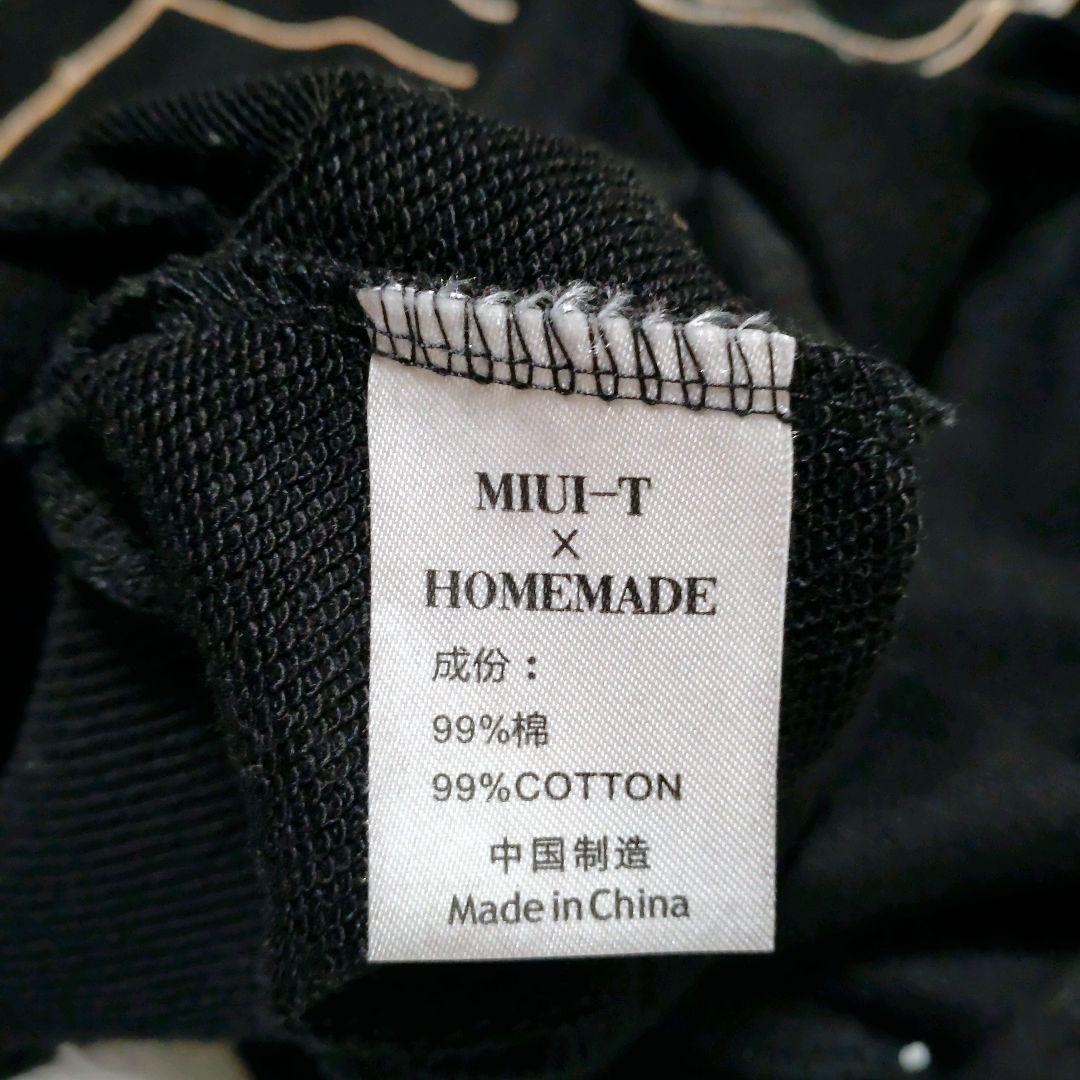 MIUI-T
×
HOMEMADE
成份：
99%棉
99%COTTON
中国制造
Made in China